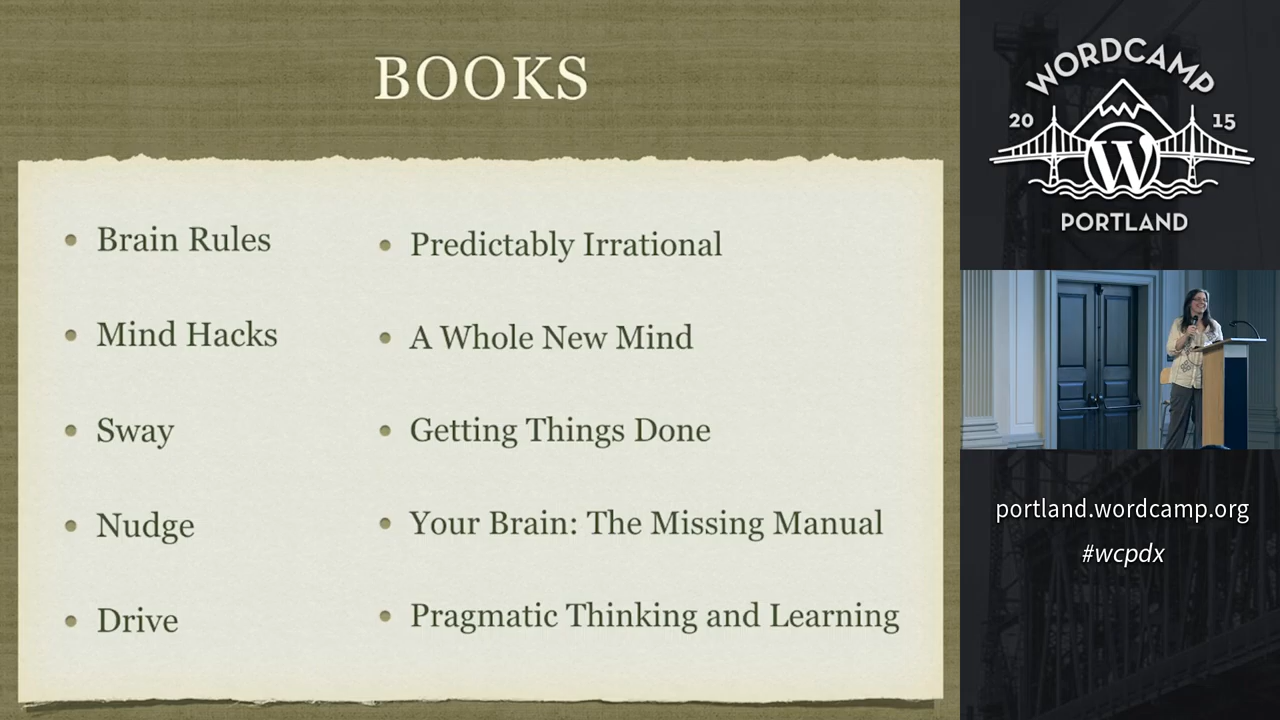 BOOKS
Brain Rules
Mind Hacks
Sway
Nudge
Drive
Predictably Irrational
A Whole New Mind
Getting Things Done
Your Brain: The Missing Manual
Pragmatic Thinking and Learning
WORDCAMP
20 15
W
PORTLAND
portland.wordcamp.org
#wcpdx